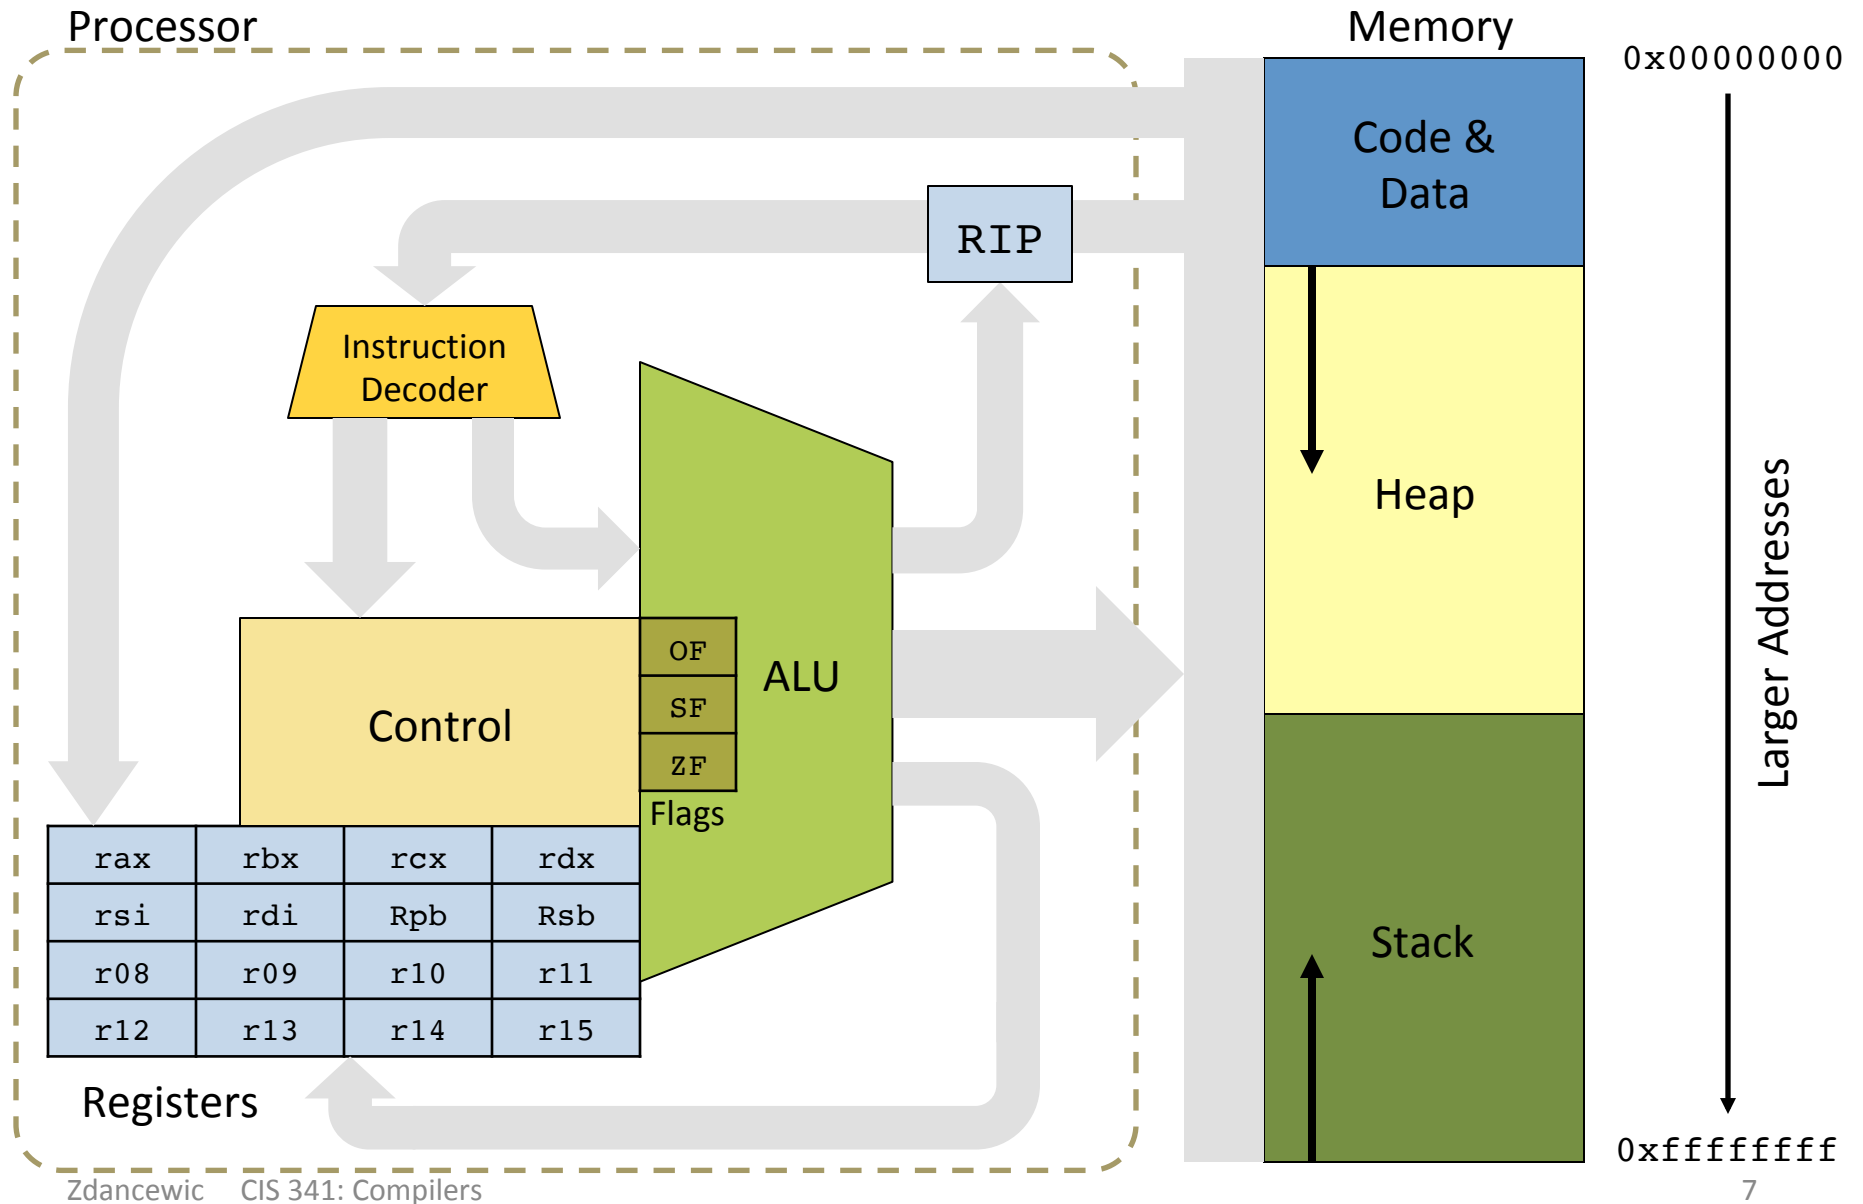 Processor
Memory
0x00000000
Code &
Data
RIP
Instruction
Decoder
Heap
Larger Addresses
OF
SF
ZF
Flags
ALU
Control
rax rbx rcx rdx
rsi rdi Rpb Rsb
r08 r09 r10 r11
r12 r13 r14 r15
Stack
Registers
0xffffffff
Zdancewic CIS 341: Compilers
7